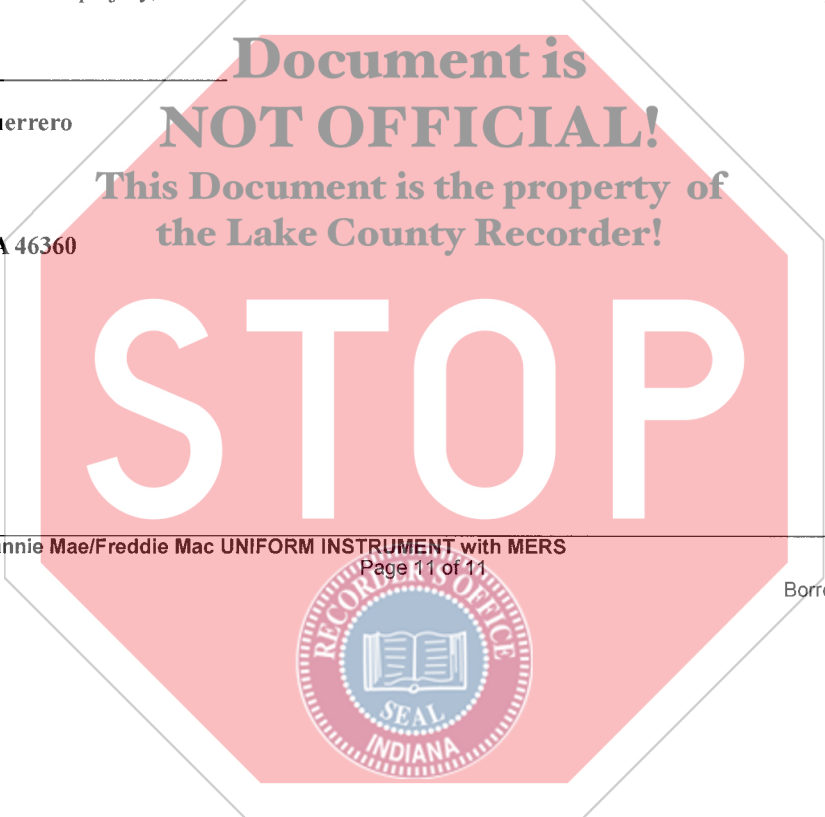 Document is
NOT OFFICIAL!
uerrero
This Document is the property of
the Lake County Recorder!
A 46360
STOP
nnie Mae/Freddie Mac UNIFORM INSTRUMENT with MERS
Page 11 of 11
Borro
RECORDER'S OFFICE
SEAL
INDIANA